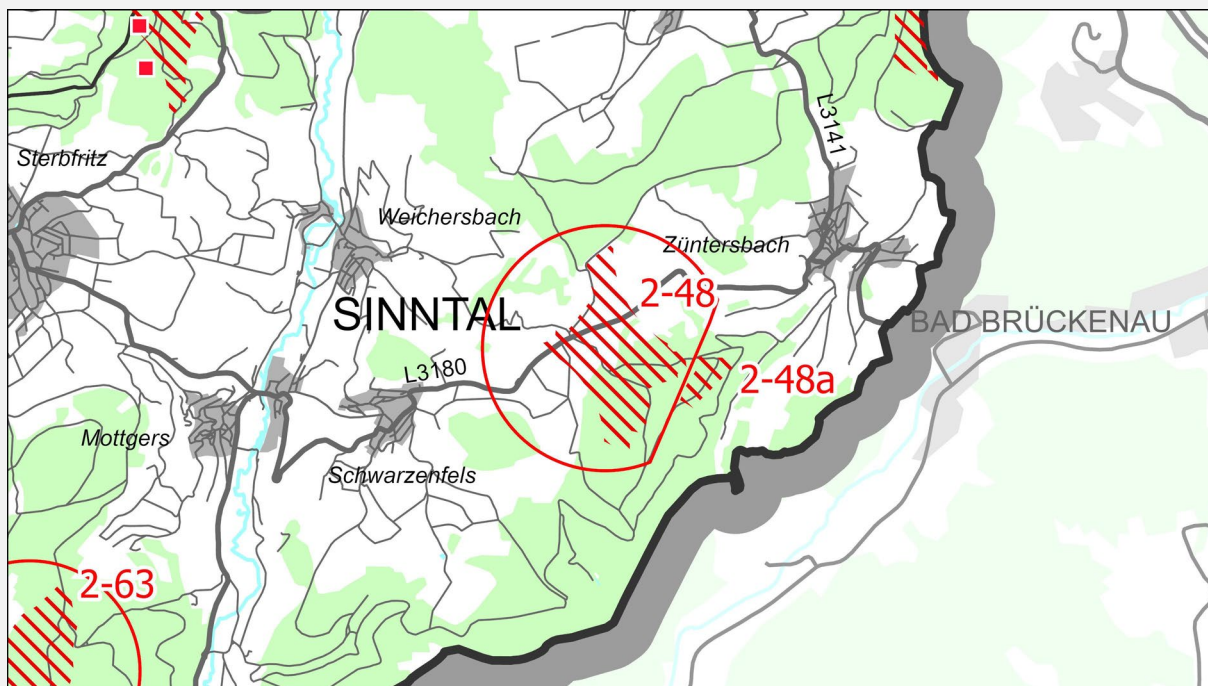 L3141
Sterbfritz
Weichersbach
Züntersbach
2-48
SINNTAL
BAD BRÜCKENAU
L3180
2-48a
Mottgers
Schwarzenfels
2-63